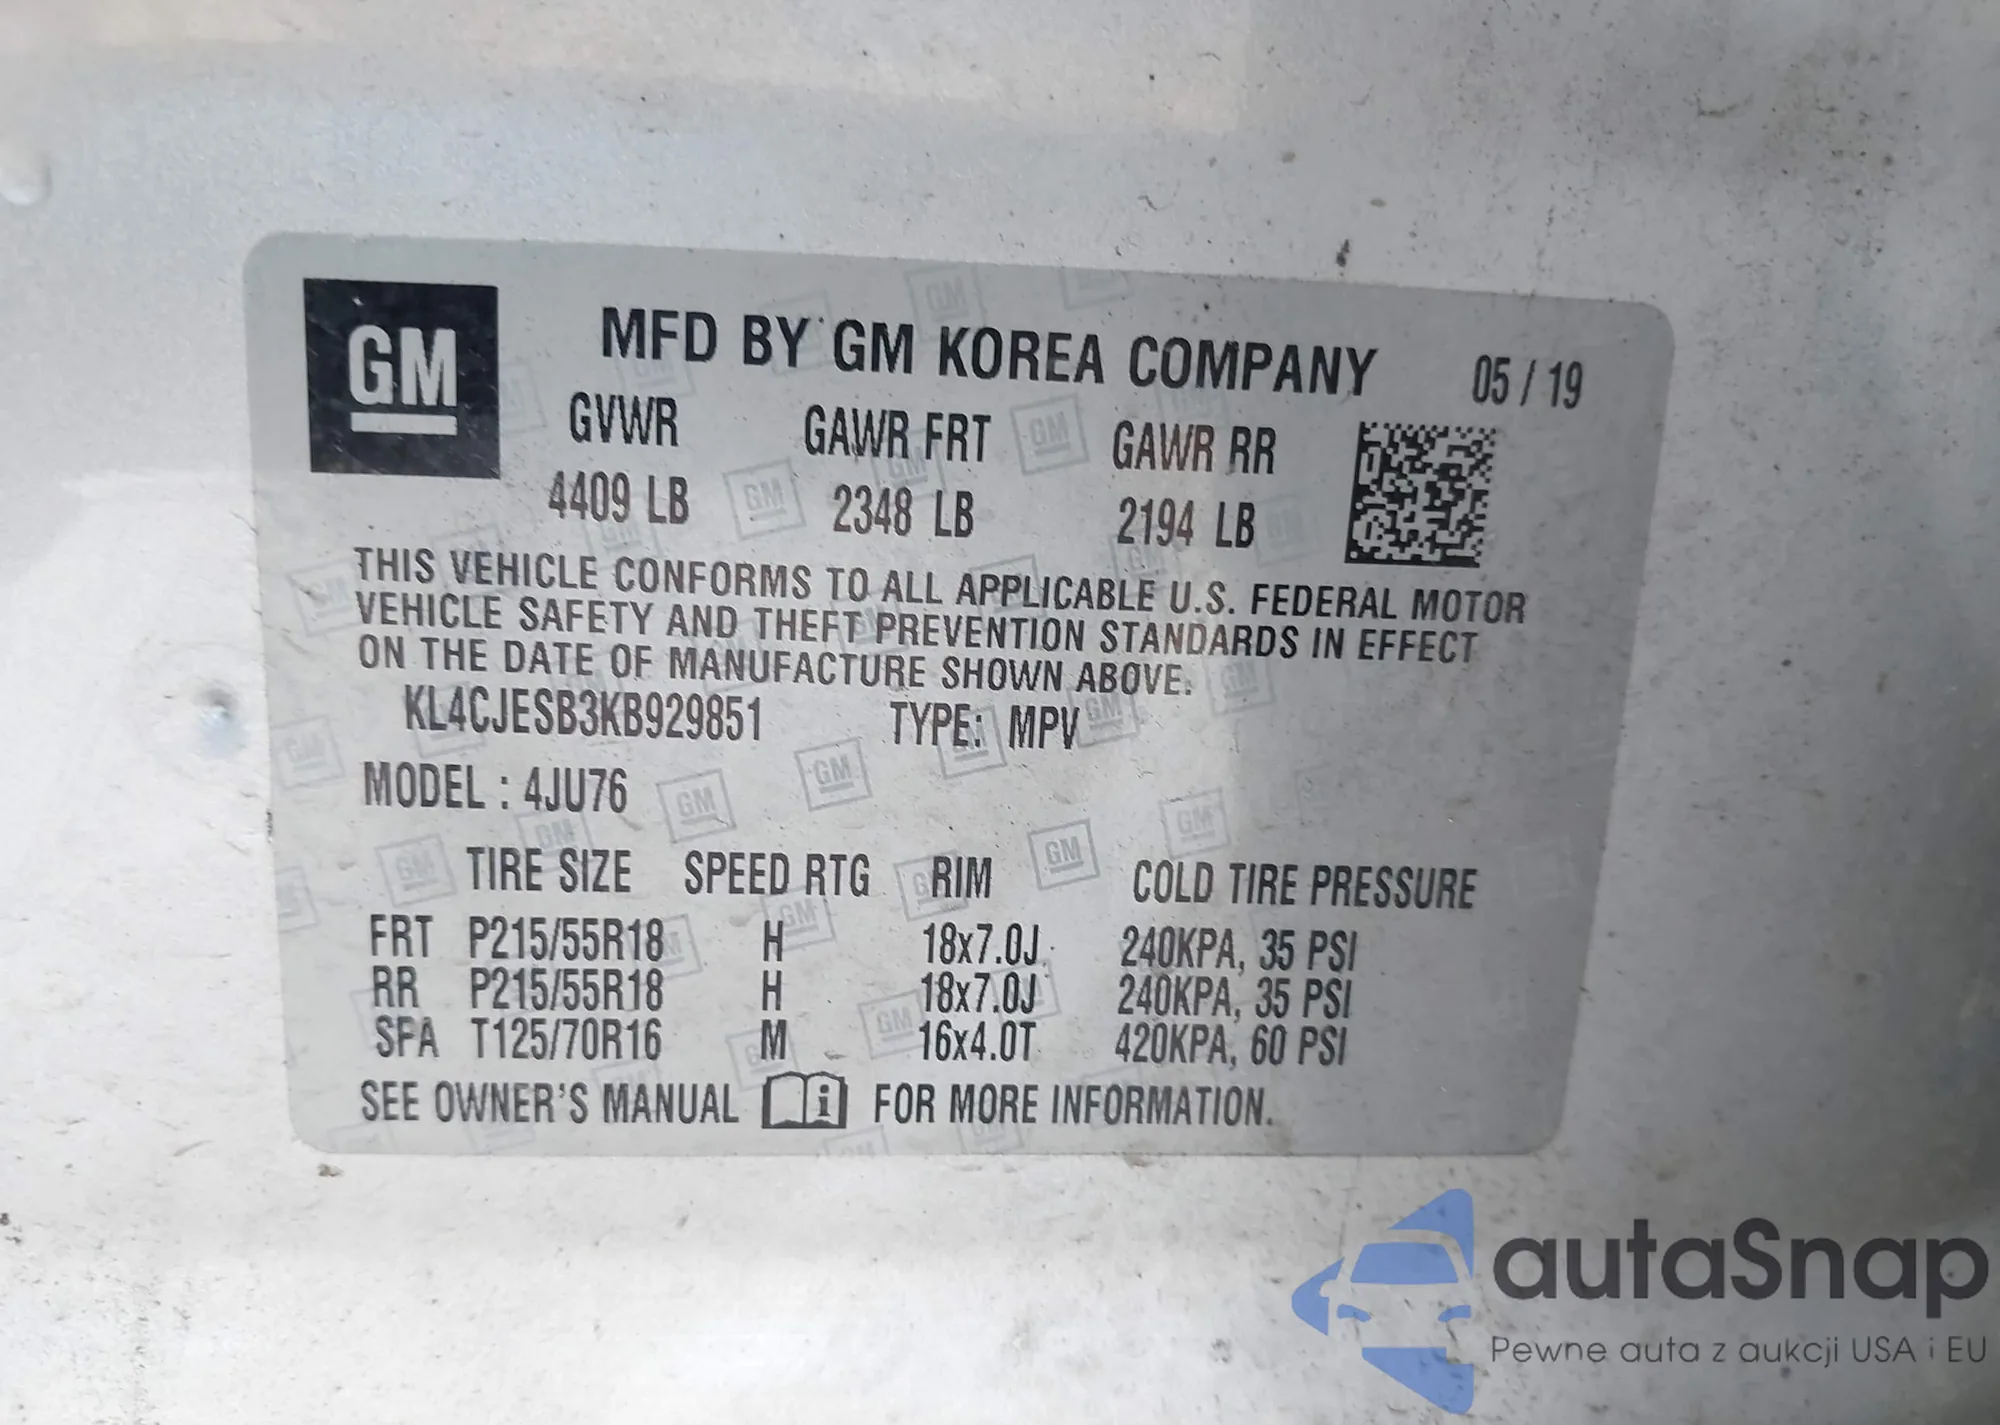 GM
MFD BY GM KOREA COMPANY 05 / 19
GVWR GAWR FRT GAWR RR
4409 LB 2348 LB 2194 LB
THIS VEHICLE CONFORMS TO ALL APPLICABLE U.S. FEDERAL MOTOR
VEHICLE SAFETY AND THEFT PREVENTION STANDARDS IN EFFECT
ON THE DATE OF MANUFACTURE SHOWN ABOVE.
KL4CJESB3KB929851 TYPE: MPV
MODEL : 4JU76
TIRE SIZE SPEED RTG RIM COLD TIRE PRESSURE
FRT P215/55R18 H 18x7.0J 240KPA, 35 PSI
RR P215/55R18 H 18x7.0J 240KPA, 35 PSI
SPA T125/70R16 M 16x4.0T 420KPA, 60 PSI
SEE OWNER'S MANUAL i FOR MORE INFORMATION.
autaSnap
Pewne auta z aukcji USA i EU